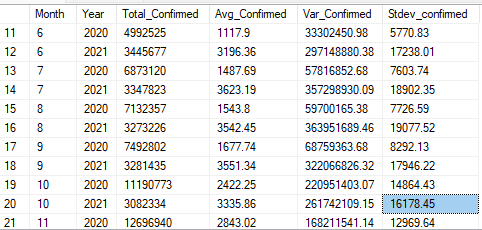 Month Year Total_Confirmed Avg_Confirmed Var_Confirmed Stdev_confirmed
11 6 2020 4992525 1117.9 33302450.98 5770.83
12 6 2021 3445677 3196.36 297148880.38 17238.01
13 7 2020 6873120 1487.69 57816852.68 7603.74
14 7 2021 3347823 3623.19 357298930.09 18902.35
15 8 2020 7132357 1543.8 59700165.38 7726.59
16 8 2021 3273226 3542.45 363951689.46 19077.52
17 9 2020 7492802 1677.74 68759363.68 8292.13
18 9 2021 3281435 3551.34 322066826.32 17946.22
19 10 2020 11190773 2422.25 220951403.07 14864.43
20 10 2021 3082334 3335.86 261742109.15 16178.45
21 11 2020 12696940 2843.02 168211541.14 12969.64